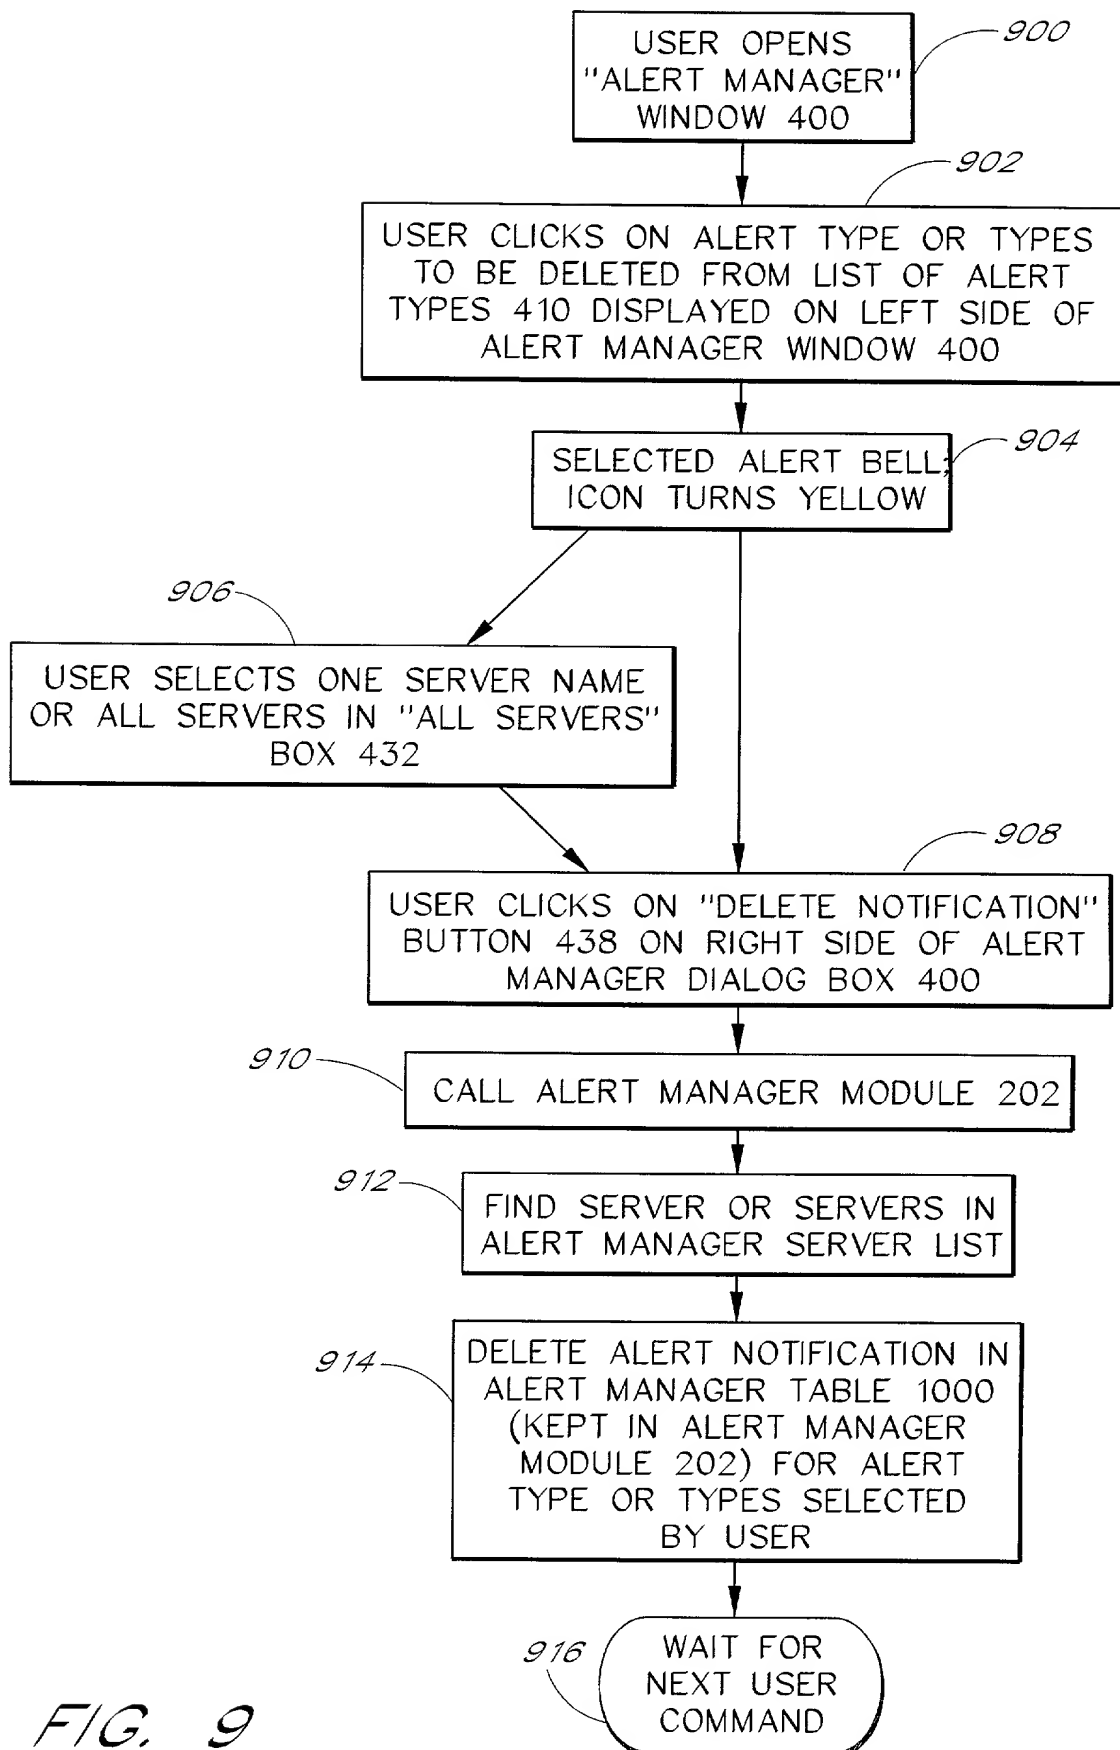 900
USER OPENS
"ALERT MANAGER"
WINDOW 400
902
USER CLICKS ON ALERT TYPE OR TYPES
TO BE DELETED FROM LIST OF ALERT
TYPES 410 DISPLAYED ON LEFT SIDE OF
ALERT MANAGER WINDOW 400
904
SELECTED ALERT BELL;
ICON TURNS YELLOW
906
USER SELECTS ONE SERVER NAME
OR ALL SERVERS IN "ALL SERVERS"
BOX 432
908
USER CLICKS ON "DELETE NOTIFICATION"
BUTTON 438 ON RIGHT SIDE OF ALERT
MANAGER DIALOG BOX 400
910
CALL ALERT MANAGER MODULE 202
912
FIND SERVER OR SERVERS IN
ALERT MANAGER SERVER LIST
914
DELETE ALERT NOTIFICATION IN
ALERT MANAGER TABLE 1000
(KEPT IN ALERT MANAGER
MODULE 202) FOR ALERT
TYPE OR TYPES SELECTED
BY USER
916
WAIT FOR
NEXT USER
COMMAND
FIG. 9